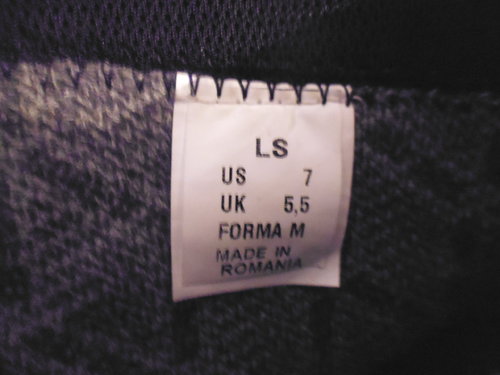 LS
US 7
UK 5,5
FORMA M
MADE IN
ROMANIA